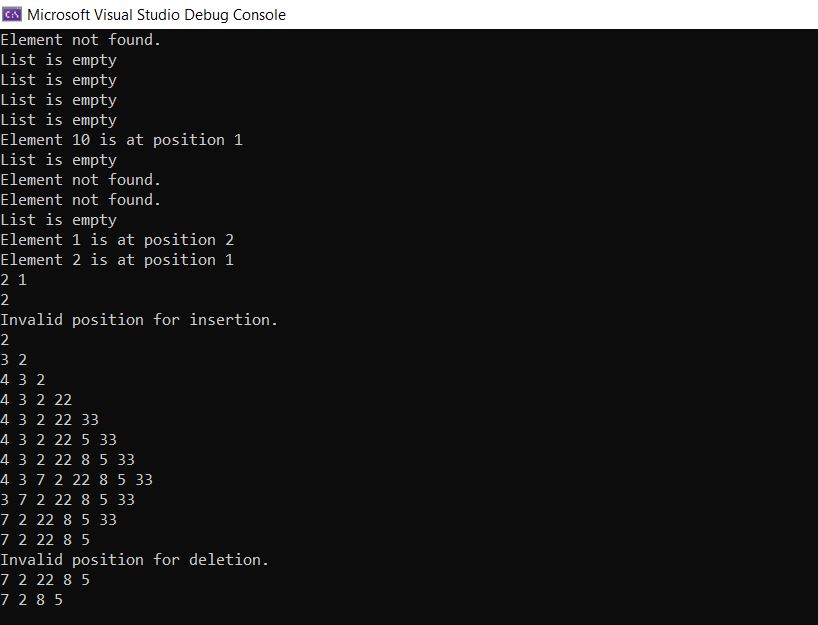 Microsoft Visual Studio Debug Console
Element not found.
List is empty
List is empty
List is empty
List is empty
Element 10 is at position 1
List is empty
Element not found.
Element not found.
List is empty
Element 1 is at position 2
Element 2 is at position 1
2 1
2
Invalid position for insertion.
2
3 2
4 3 2
4 3 2 22
4 3 2 22 33
4 3 2 22 5 33
4 3 2 22 8 5 33
4 3 7 2 22 8 5 33
3 7 2 22 8 5 33
7 2 22 8 5 33
7 2 22 8 5
Invalid position for deletion.
7 2 22 8 5
7 2 8 5